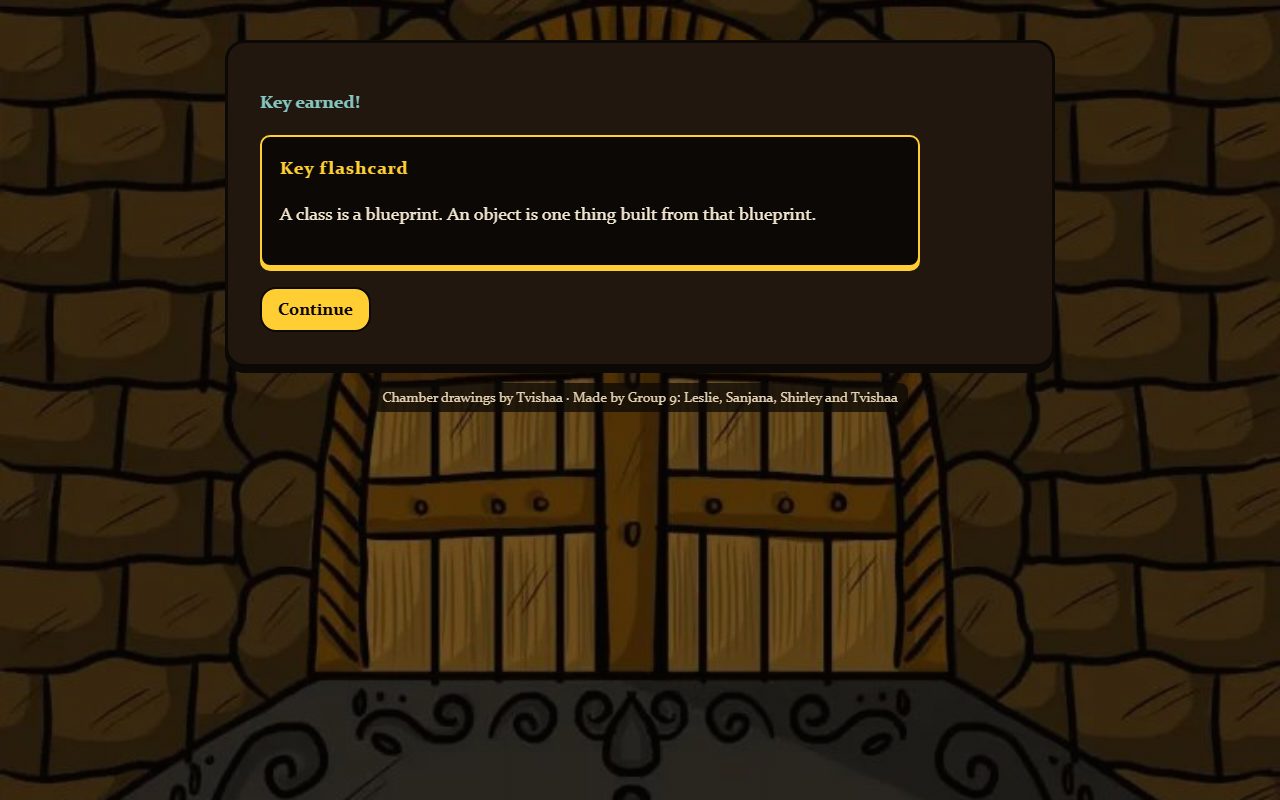 Key earned!
Key flashcard
A class is a blueprint. An object is one thing built from that blueprint.
Continue
Chamber drawings by Tvishaa · Made by Group 9: Leslie, Sanjana, Shirley and Tvishaa